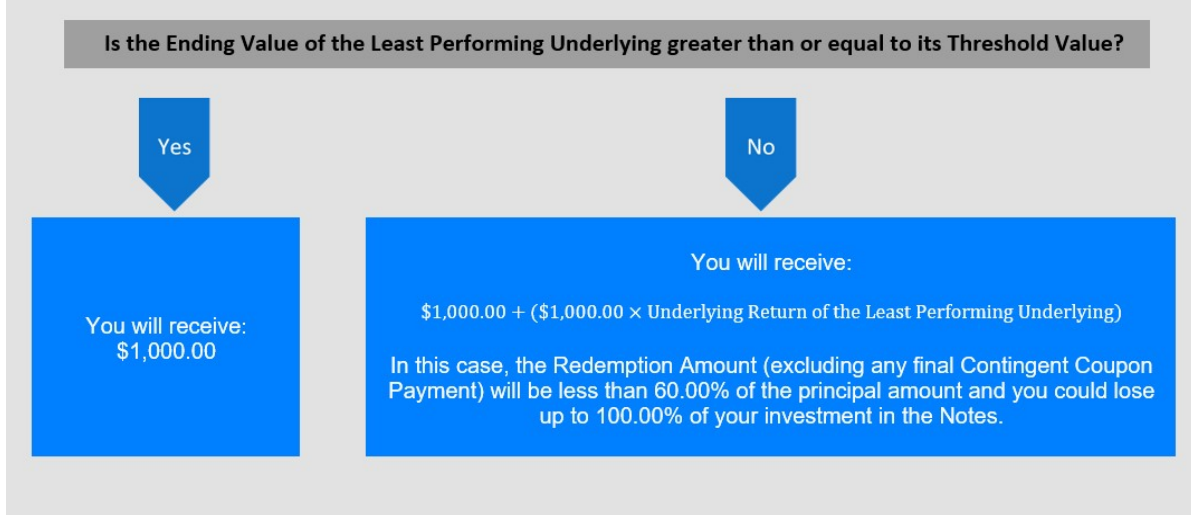 Is the Ending Value of the Least Performing Underlying greater than or equal to its Threshold Value?
Yes
No
You will receive:
$1,000.00
You will receive:
$1,000.00 + ($1,000.00 × Underlying Return of the Least Performing Underlying)
In this case, the Redemption Amount (excluding any final Contingent Coupon
Payment) will be less than 60.00% of the principal amount and you could lose
up to 100.00% of your investment in the Notes.